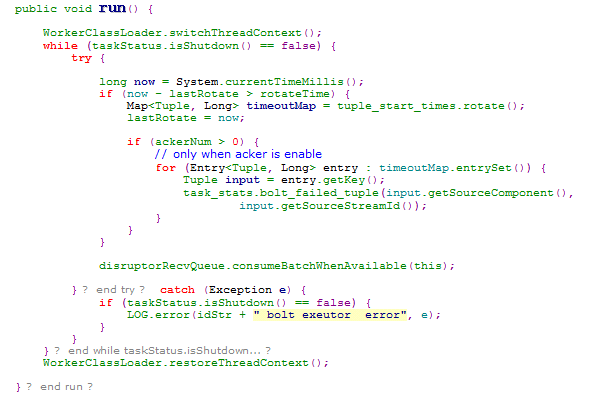 public void run() {
WorkerClassLoader.switchThreadContext();
while (taskStatus.isShutdown() == false) {
try {
long now = System.currentTimeMillis();
if (now - lastRotate > rotateTime) {
Map<Tuple, Long> timeoutMap = tuple_start_times.rotate();
lastRotate = now;
if (ackerNum > 0) {
// only when acker is enable
for (Entry<Tuple, Long> entry : timeoutMap.entrySet()) {
Tuple input = entry.getKey();
task_stats.bolt_failed_tuple(input.getSourceComponent(),
input.getSourceStreamId());
}
}
}
disruptorRecvQueue.consumeBatchWhenAvailable(this);
} ? end try ? catch (Exception e) {
if (taskStatus.isShutdown() == false) {
LOG.error(idStr + " bolt exeutor  error", e);
}
}
} ? end while taskStatus.isShutdown... ?
WorkerClassLoader.restoreThreadContext();
} ? end run ?